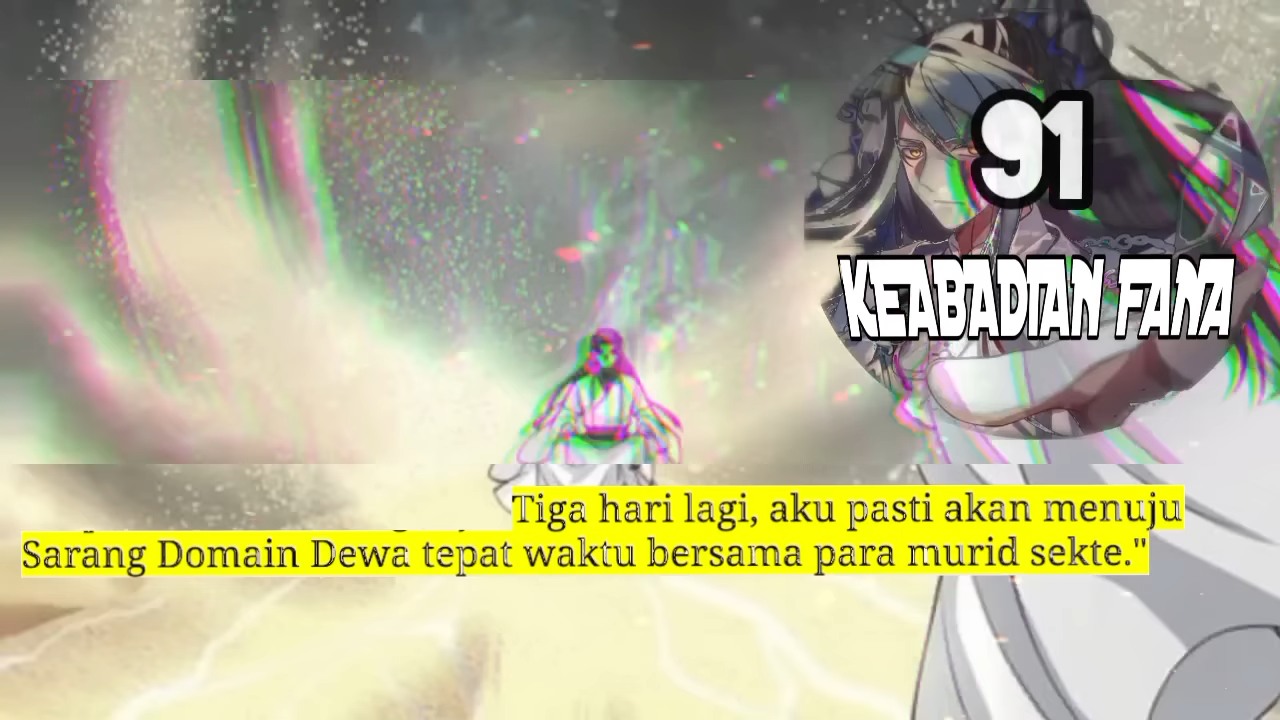 91
KEABADIAN FANA
Tiga hari lagi, aku pasti akan menuju
Sarang Domain Dewa tepat waktu bersama para murid sekte."